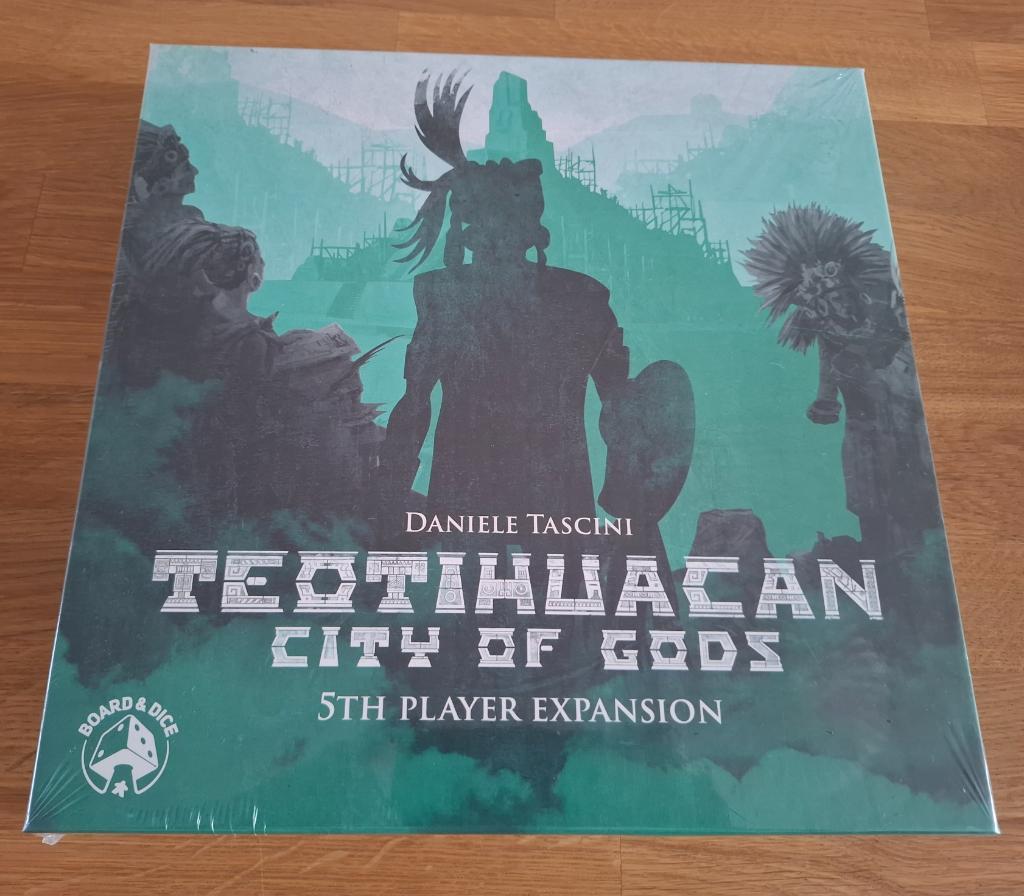 Daniele Tascini
TEOTIHUACAN
CITY OF GODS
5TH PLAYER EXPANSION
BOARD & DICE